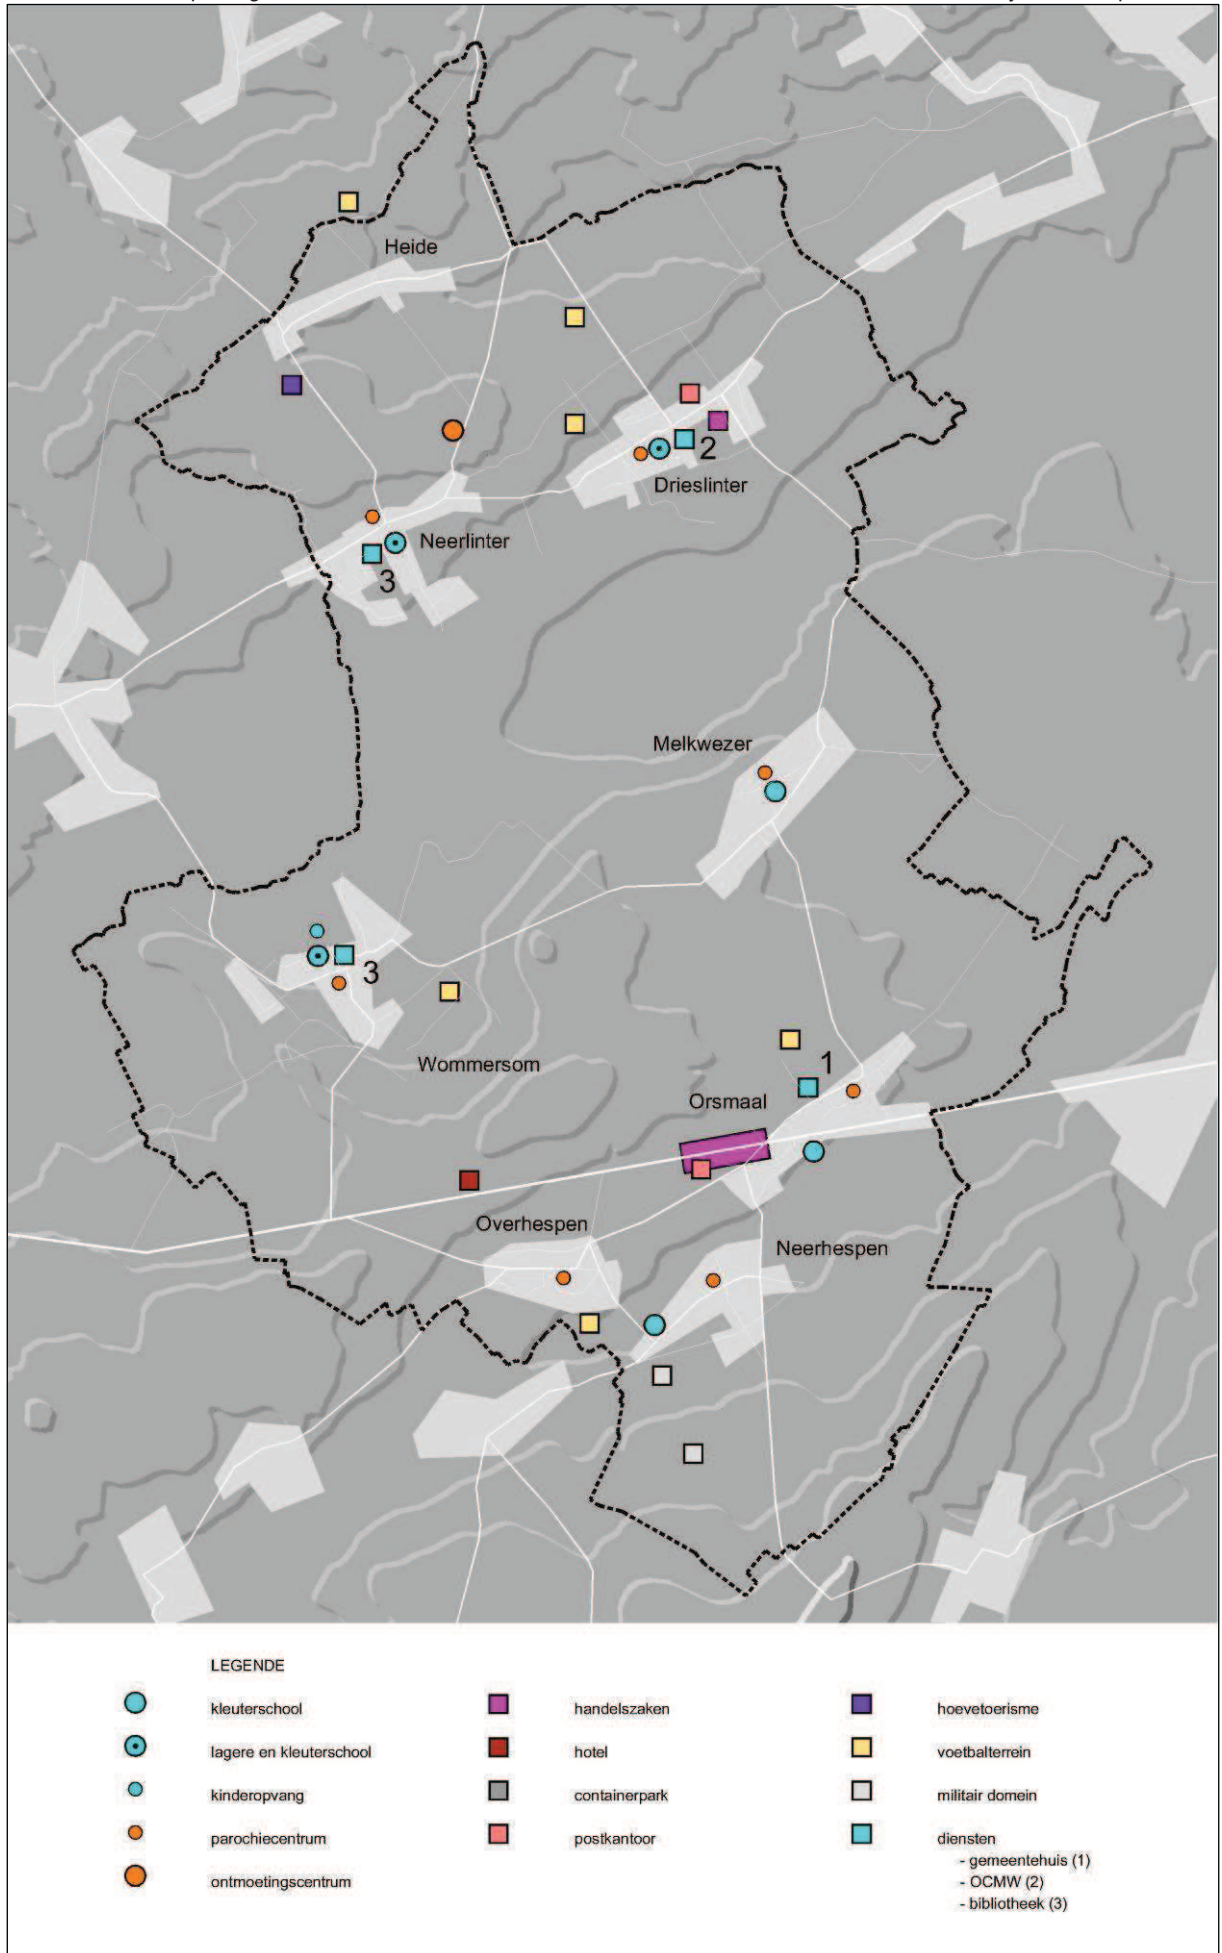 Heide
2
Drieslinter
Neerlinter
3
Melkwezer
3
Wommersom
1
Orsmaal
Overhespen
Neerhespen
LEGENDE
kleuterschool
lagere en kleuterschool
kinderopvang
parochiecentrum
ontmoetingscentrum
handelszaken
hotel
containerpark
postkantoor
hoevetoerisme
voetbalterrein
militair domein
diensten
- gemeentehuis (1)
- OCMW (2)
- bibliotheek (3)